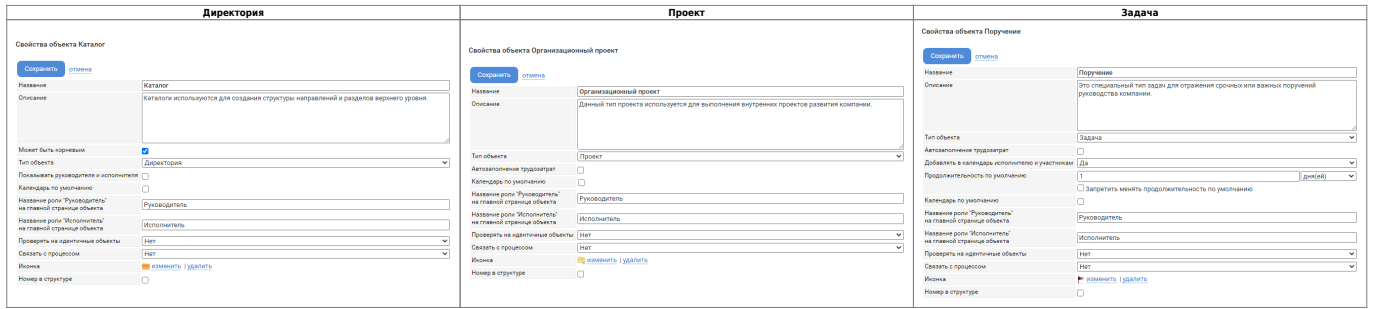 Директория
Свойства объекта Каталог
Сохранить отмена
Название Каталог
Описание Каталоги используются для создания структуры направлений и разделов верхнего уровня.
Может быть корневым
Тип объекта Директория
Показывать руководителя и исполнителя
Календарь по умолчанию
Название роли "Руководитель"
на главной странице объекта Руководитель
Название роли "Исполнитель"
на главной странице объекта Исполнитель
Проверять на идентичные объекты Нет
Связать с процессом Нет
Иконка изменить | удалить
Номер в структуре
Проект
Свойства объекта Организационный проект
Сохранить отмена
Название Организационный проект
Описание Данный тип проекта используется для выполнения внутренних проектов развития компании.
Тип объекта Проект
Автозаполнение трудозатрат
Календарь по умолчанию
Название роли "Руководитель"
на главной странице объекта Руководитель
Название роли "Исполнитель"
на главной странице объекта Исполнитель
Проверять на идентичные объекты Нет
Связать с процессом Нет
Иконка изменить | удалить
Номер в структуре
Задача
Свойства объекта Поручение
Сохранить отмена
Название Поручение
Описание Это специальный тип задач для отражения срочных или важных поручений
руководства компании.
Тип объекта Задача
Автозаполнение трудозатрат
Добавлять в календарь исполнителю и участникам Да
Продолжительность по умолчанию 1 дня(ей)
Запретить менять продолжительность по умолчанию
Календарь по умолчанию
Название роли "Руководитель"
на главной странице объекта Руководитель
Название роли "Исполнитель"
на главной странице объекта Исполнитель
Проверять на идентичные объекты Нет
Связать с процессом Нет
Иконка изменить | удалить
Номер в структуре